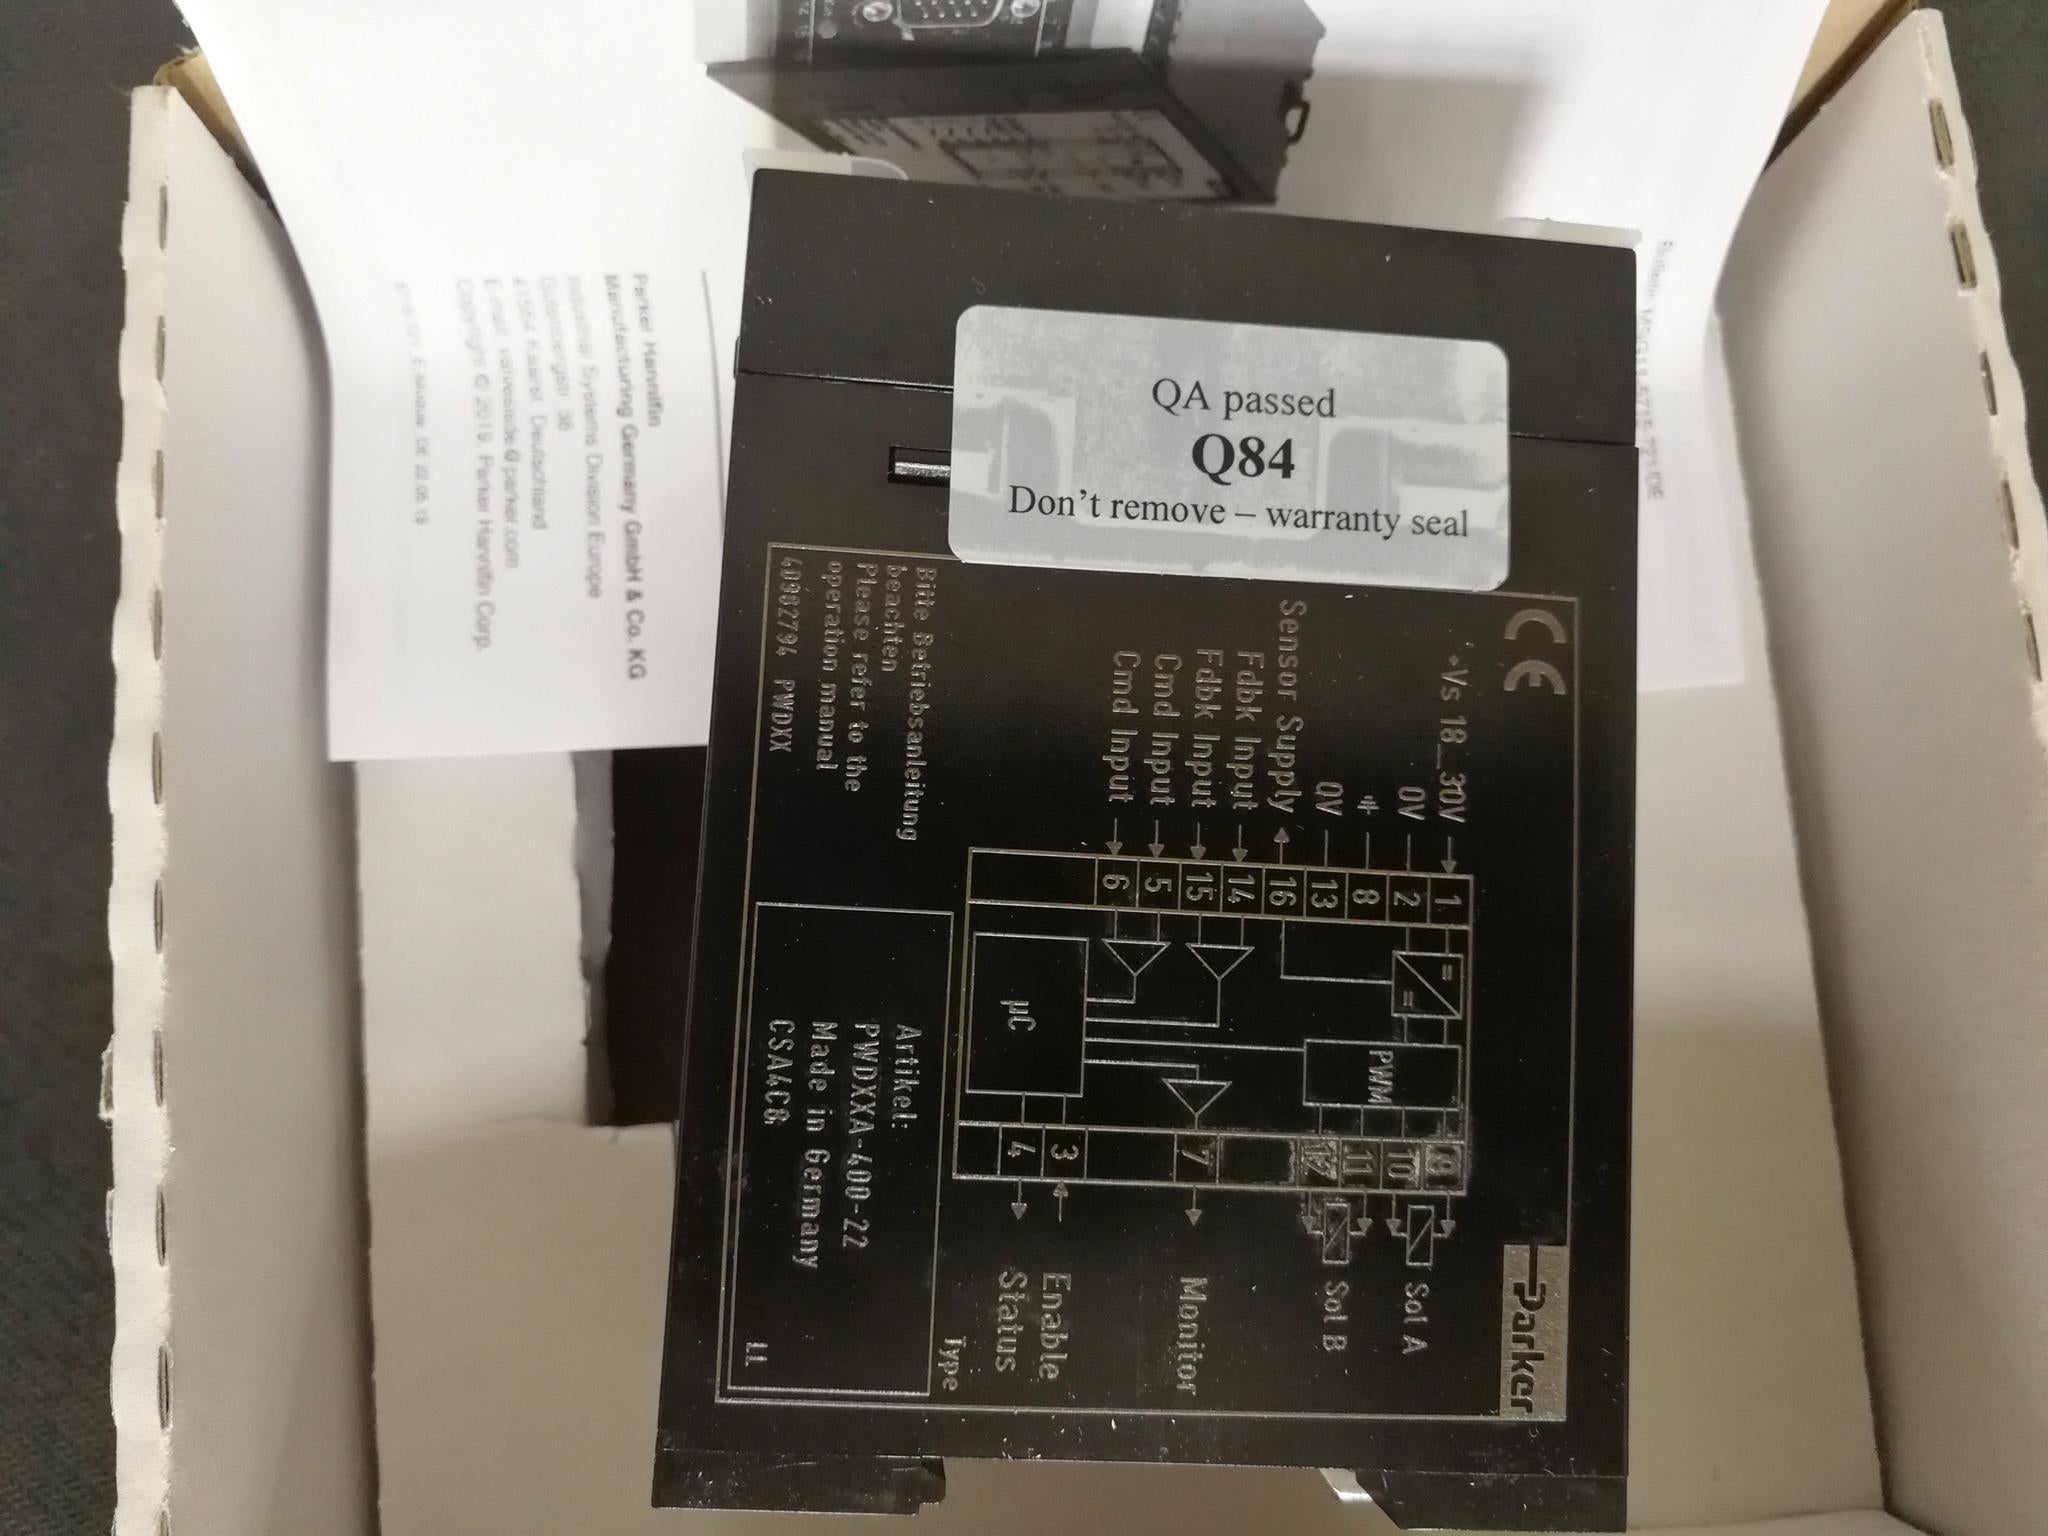 QA passed
Q84
Don't remove – warranty seal
CE
Parker
+Vs 18_30V
0V
0V
Sensor Supply
Fdbk Input
Fdbk Input
Cmd Input
Cmd Input
1
2
8
13
16
14
15
5
6
=
=
PWM
µC
9
10
11
12
7
3
4
Sol A
Sol B
Monitor
Enable
Status
Type
Bitte Betriebsanleitung
beachten
Please refer to the
operation manual
40982794 PWDXX
Artikel:
PWDXXA-400-22
Made in Germany
CSA4C8
Parker Hannifin
Manufacturing Germany GmbH & Co. KG
Industrial Systems Division Europe
Gutenbergstr. 38
41564 Kaarst, Deutschland
E-mail: valvesisde@parker.com
Copyright © 2019, Parker Hannifin Corp.